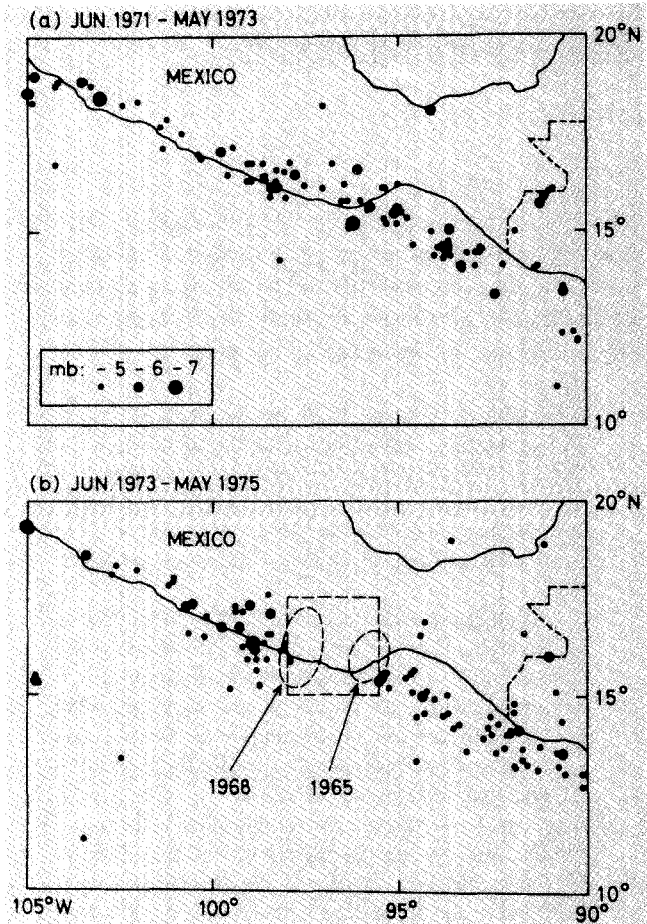 (a) JUN. 1971 - MAY 1973
20°N
MEXICO
15°
mb: - 5 - 6 - 7
10°
(b) JUN. 1973 - MAY 1975
20°N
MEXICO
15°
1968 1965
105°W 100° 95° 90°
10°